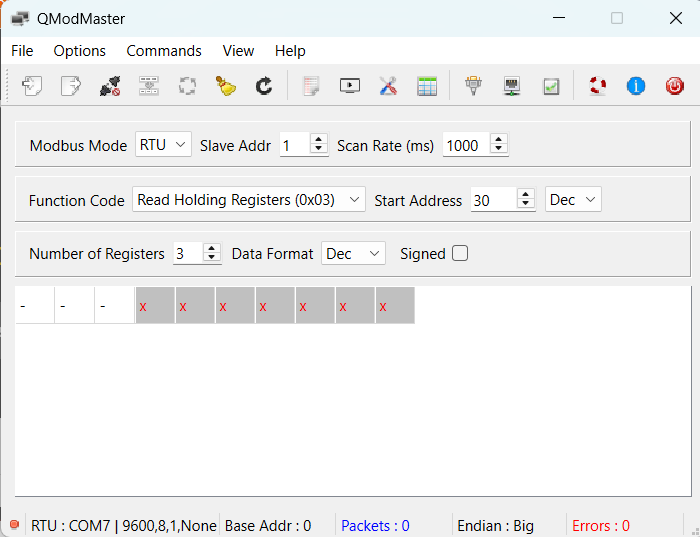 QModMaster
File Options Commands View Help
Modbus Mode RTU Slave Addr 1 Scan Rate (ms) 1000
Function Code Read Holding Registers (0x03) Start Address 30 Dec
Number of Registers 3 Data Format Dec Signed
- - - x x x x x x x
RTU : COM7 | 9600,8,1,None Base Addr : 0 Packets : 0 Endian : Big Errors : 0